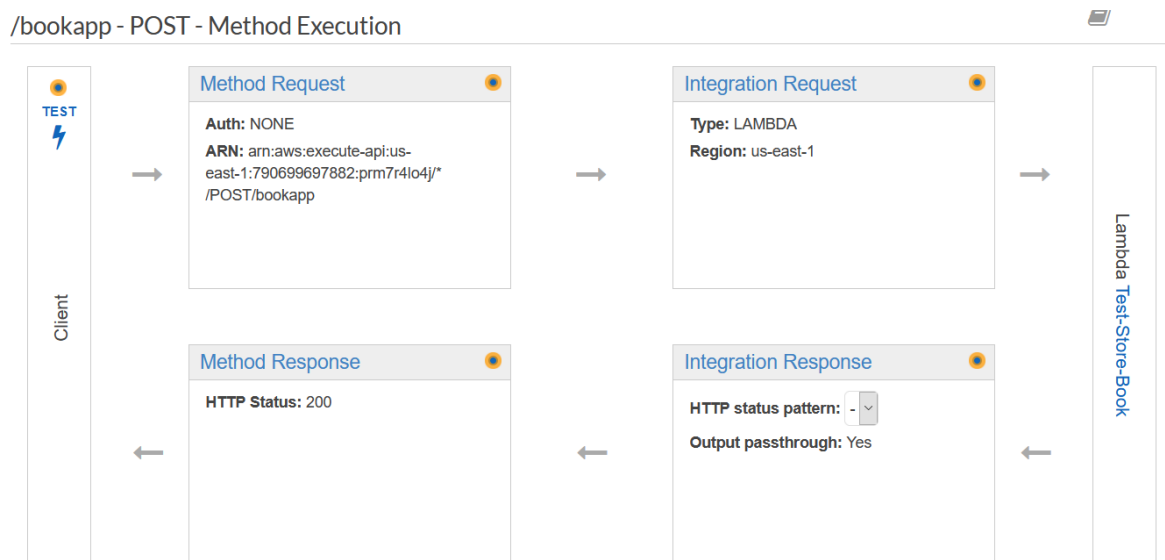 /bookapp - POST - Method Execution
TEST
Client
Method Request
Auth: NONE
ARN: arn:aws:execute-api:us-
east-1:790699697882:prm7r4lo4j/*
/POST/bookapp
Integration Request
Type: LAMBDA
Region: us-east-1
Lambda Test-Store-Book
Method Response
HTTP Status: 200
Integration Response
HTTP status pattern: -
Output passthrough: Yes